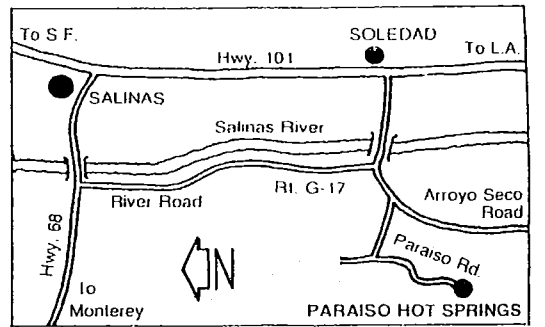 To S F.
SOLEDAD
Hwy. 101
To L.A.
SALINAS
Salinas River
River Road
Rt. G-17
Arroyo Seco
Road
Hwy. 68
Paraiso Rd.
N
To
Monterey
PARAISO HOT SPRINGS